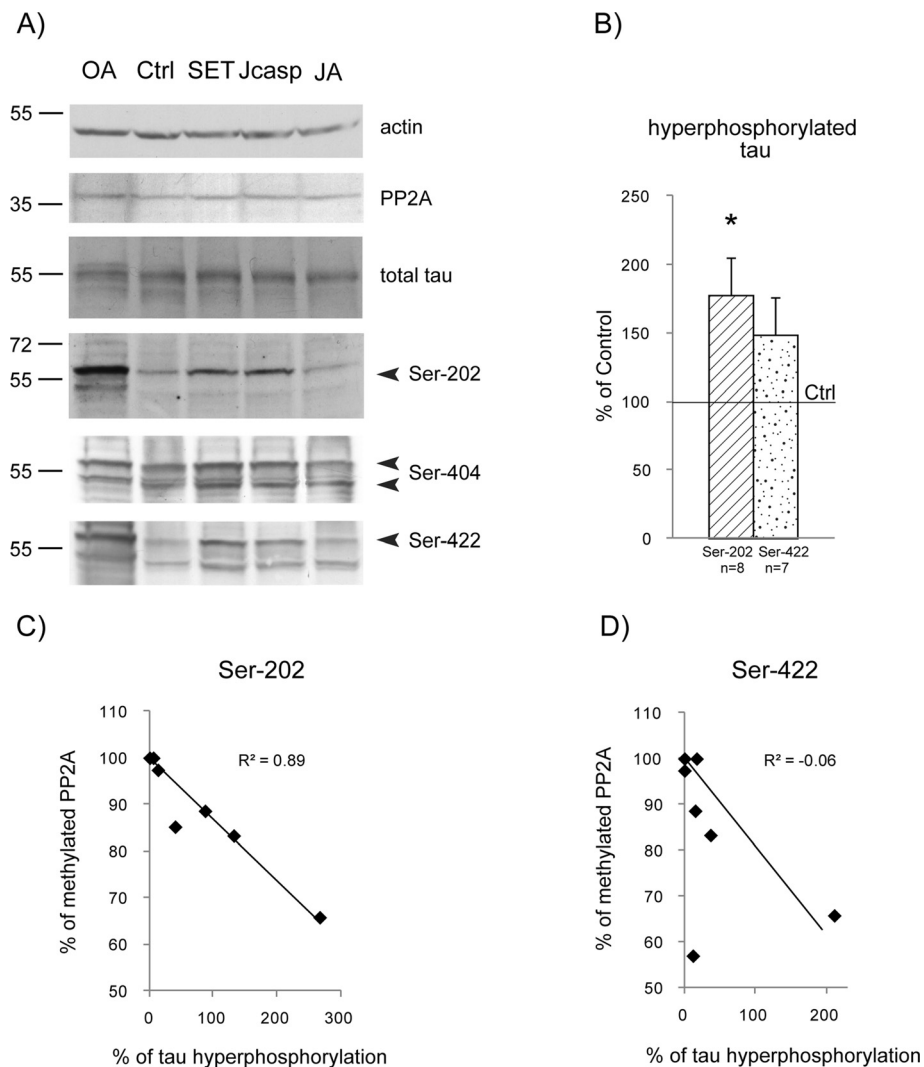 A)
OA Ctrl SET Jcasp JA
55
actin
35
PP2A
55
total tau
72
55
Ser-202
55
Ser-404
55
Ser-422
B)
hyperphosphorylated
tau
% of Control
250
200
150
100
50
0
*
Ctrl
Ser-202 Ser-422
n=8 n=7
C)
Ser-202
% of methylated PP2A
110
100
90
80
70
60
50
R² = 0.89
0 100 200 300
% of tau hyperphosphorylation
D)
Ser-422
% of methylated PP2A
110
100
90
80
70
60
50
R² = -0.06
0 100 200
% of tau hyperphosphorylation